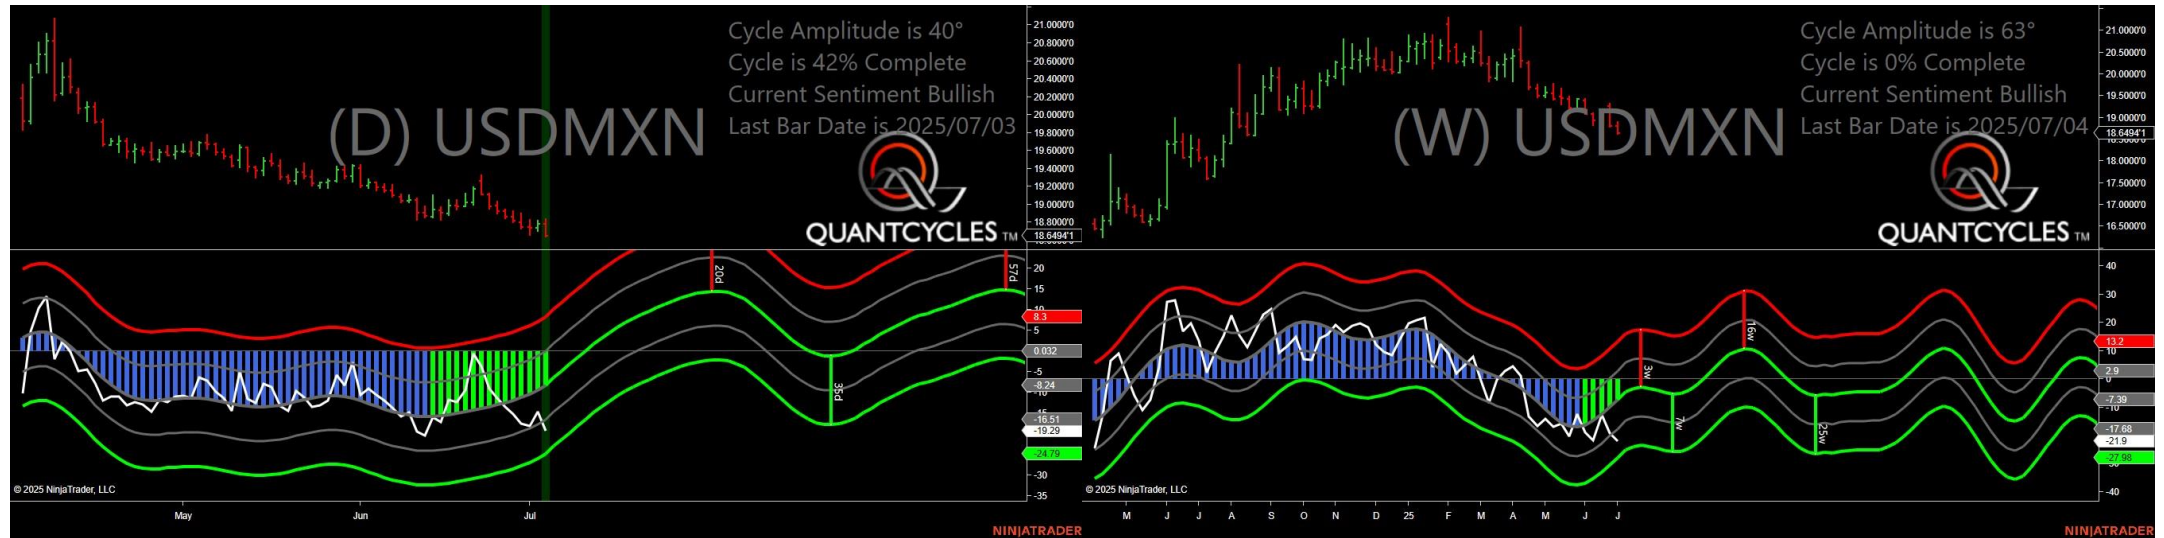 Cycle Amplitude is 40°
Cycle is 42% Complete
Current Sentiment Bullish
Last Bar Date is 2025/07/03
(D) USDMXN
QUANTCYCLES TM
21.0000'0
20.8000'0
20.6000'0
20.4000'0
20.2000'0
20.0000'0
19.8000'0
19.6000'0
19.4000'0
19.2000'0
19.0000'0
18.8000'0
18.6494'1
20d
57d
35d
20
15
10
8.3
5
0.032
-5
-8.24
-10
-15
-16.51
-19.29
-24.79
-30
-35
© 2025 NinjaTrader, LLC
May Jun Jul
NINJATRADER
Cycle Amplitude is 63°
Cycle is 0% Complete
Current Sentiment Bullish
Last Bar Date is 2025/07/04
(W) USDMXN
QUANTCYCLES TM
21.0000'0
20.5000'0
20.0000'0
19.5000'0
19.0000'0
18.6494'1
18.0000'0
17.5000'0
17.0000'0
16.5000'0
3w
7w
16w
25w
40
30
20
13.2
10
2.9
0
-7.39
-10
-17.68
-21.9
-27.98
-40
© 2025 NinjaTrader, LLC
M J J A S O N D 25 F M A M J J
NINJATRADER